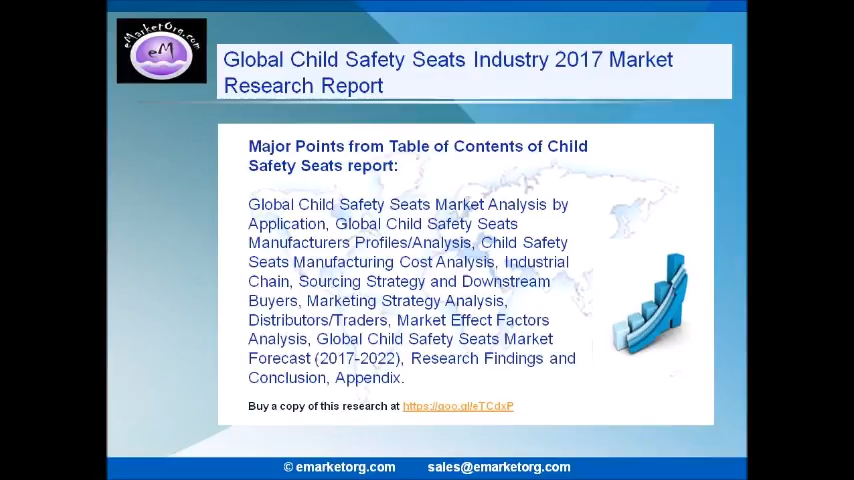 eMarketOrg.com
eM
Global Child Safety Seats Industry 2017 Market
Research Report
Major Points from Table of Contents of Child
Safety Seats report:
Global Child Safety Seats Market Analysis by
Application, Global Child Safety Seats
Manufacturers Profiles/Analysis, Child Safety
Seats Manufacturing Cost Analysis, Industrial
Chain, Sourcing Strategy and Downstream
Buyers, Marketing Strategy Analysis,
Distributors/Traders, Market Effect Factors
Analysis, Global Child Safety Seats Market
Forecast (2017-2022), Research Findings and
Conclusion, Appendix.
Buy a copy of this research at https://goo.gl/eTCdxP
© emarketorg.com sales@emarketorg.com